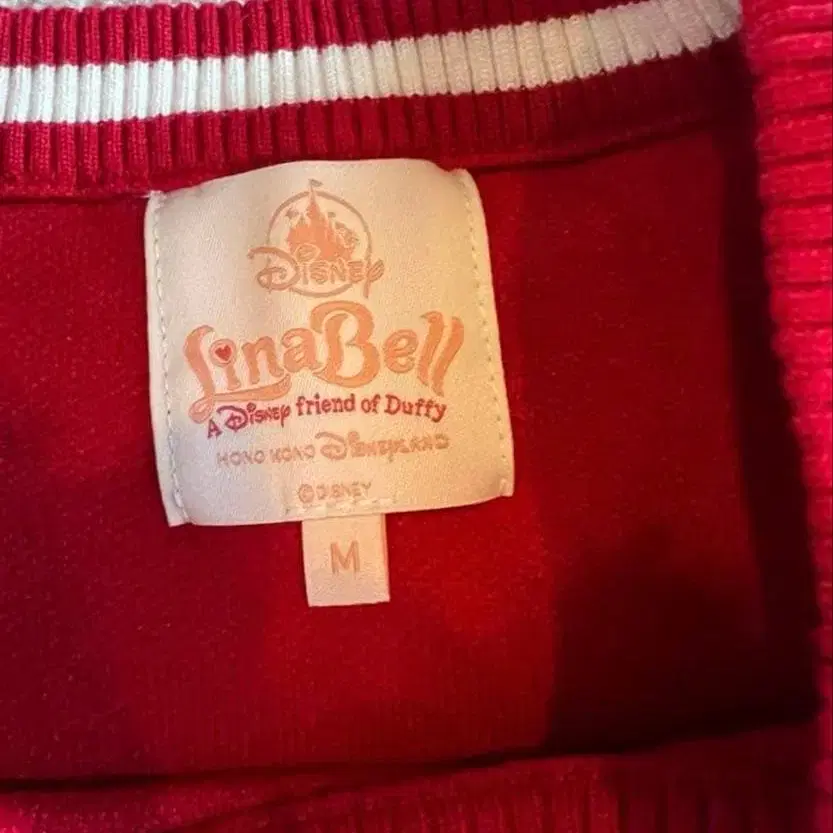 Disney
LinaBell
A Disney friend of Duffy
HONG KONG DISNEYLAND
©DISNEY
M